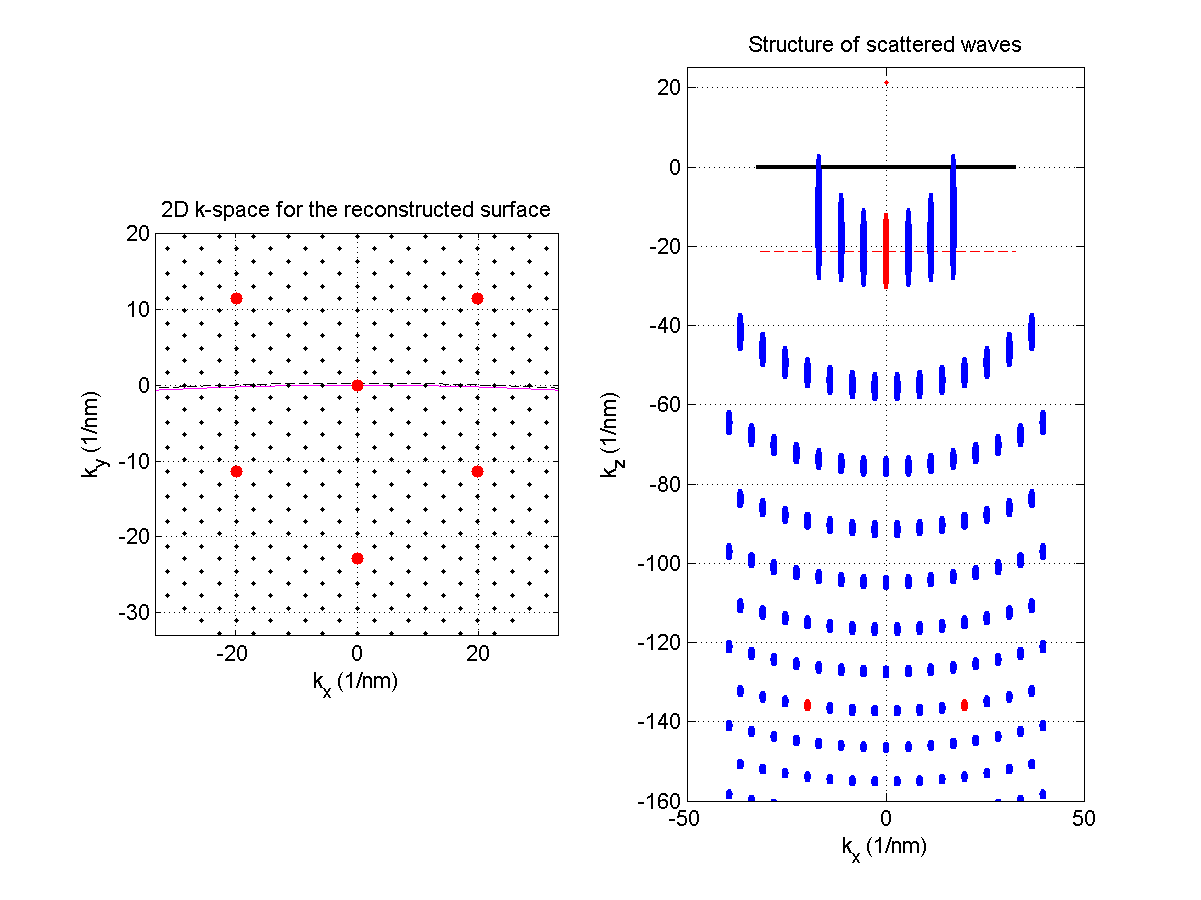 2D k-space for the reconstructed surface
20
10
0
-10
-20
-30
k_y (1/nm)
-20 0 20
k_x (1/nm)
Structure of scattered waves
20
0
-20
-40
-60
-80
-100
-120
-140
-160
k_z (1/nm)
-50 0 50
k_x (1/nm)